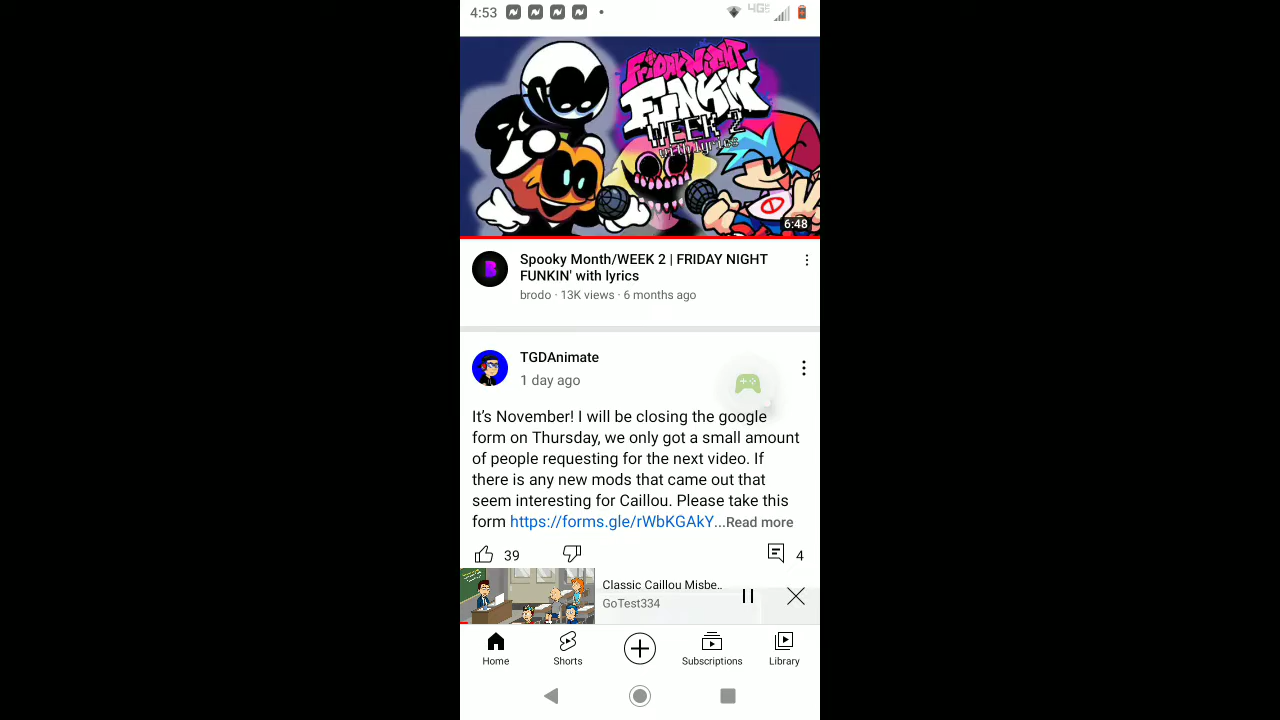 4:53
4G
FRIDAY NIGHT
FUNKIN'
WEEK 2
with lyrics
6:48
B
Spooky Month/WEEK 2 | FRIDAY NIGHT
FUNKIN' with lyrics
brodo · 13K views · 6 months ago
TGDAnimate
1 day ago
It's November! I will be closing the google
form on Thursday, we only got a small amount
of people requesting for the next video. If
there is any new mods that came out that
seem interesting for Caillou. Please take this
form https://forms.gle/rWbKGAkY...Read more
39
4
Classic Caillou Misbe..
GoTest334
Home
Shorts
Subscriptions
Library